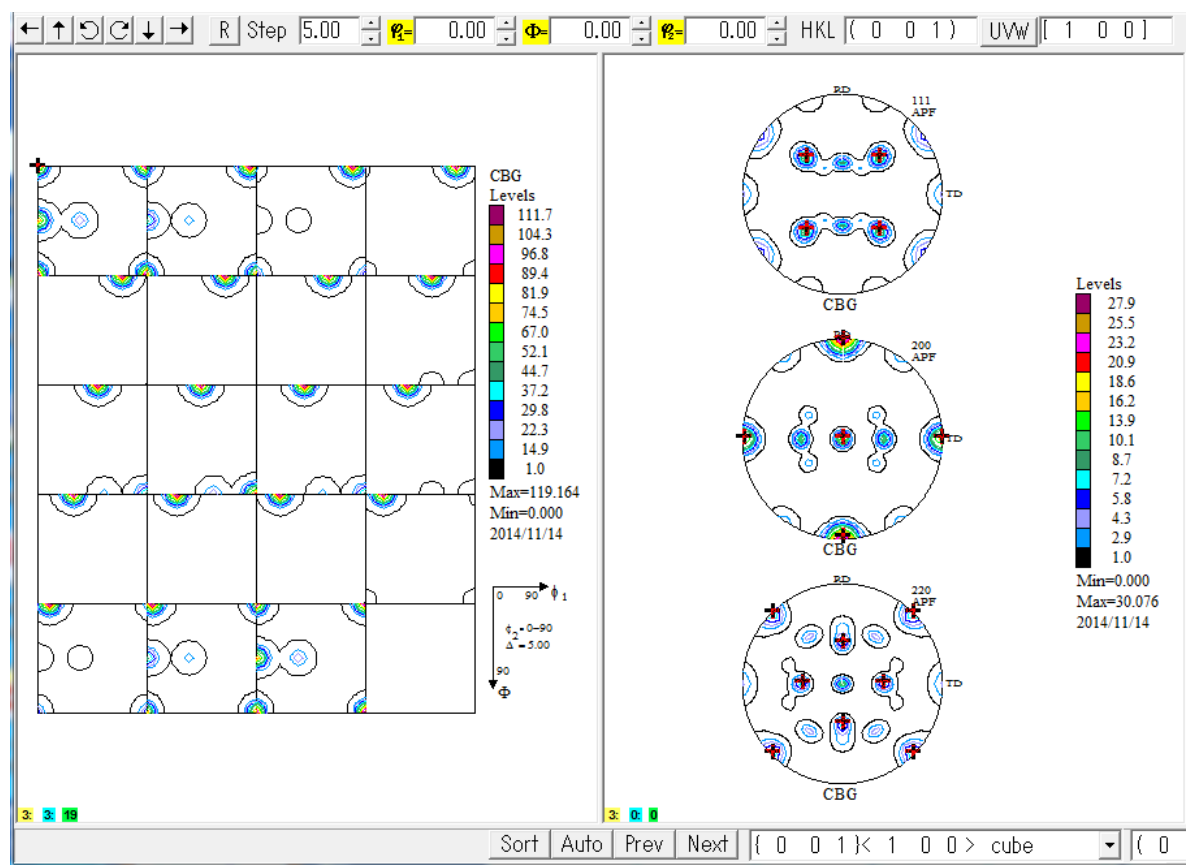 R Step 5.00 φ1= 0.00 Φ= 0.00 φ2= 0.00 HKL ( 0 0 1 ) UVW [ 1 0 0 ]
CBG
Levels
111.7
104.3
96.8
89.4
81.9
74.5
67.0
52.1
44.7
37.2
29.8
22.3
14.9
1.0
Max=119.164
Min=0.000
2014/11/14
0 90 ϕ1
ϕ2=0-90
Δ=5.00
90
Φ
3: 3: 19
RD
111
APF
TD
CBG
200
APF
TD
CBG
RD
220
APF
TD
CBG
Levels
27.9
25.5
23.2
20.9
18.6
16.2
13.9
10.1
8.7
7.2
5.8
4.3
2.9
1.0
Min=0.000
Max=30.076
2014/11/14
3: 0: 0
Sort Auto Prev Next { 0 0 1 }< 1 0 0 > cube ( 0